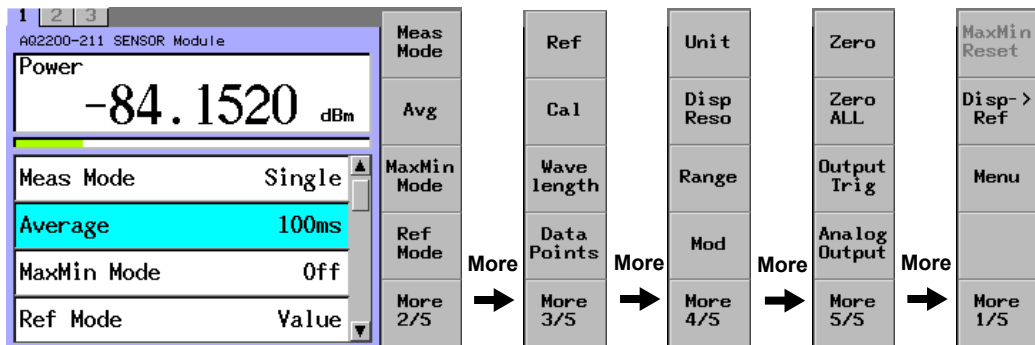 1 2 3
AQ2200-211 SENSOR Module
Power
-84.1520 dBm
Meas Mode Single
Average 100ms
MaxMin Mode Off
Ref Mode Value
Meas
Mode
Avg
MaxMin
Mode
Ref
Mode
More
2/5
More
Ref
Cal
Wave
length
Data
Points
More
3/5
More
Unit
Disp
Reso
Range
Mod
More
4/5
More
Zero
Zero
ALL
Output
Trig
Analog
Output
More
5/5
More
MaxMin
Reset
Disp->
Ref
Menu
More
1/5